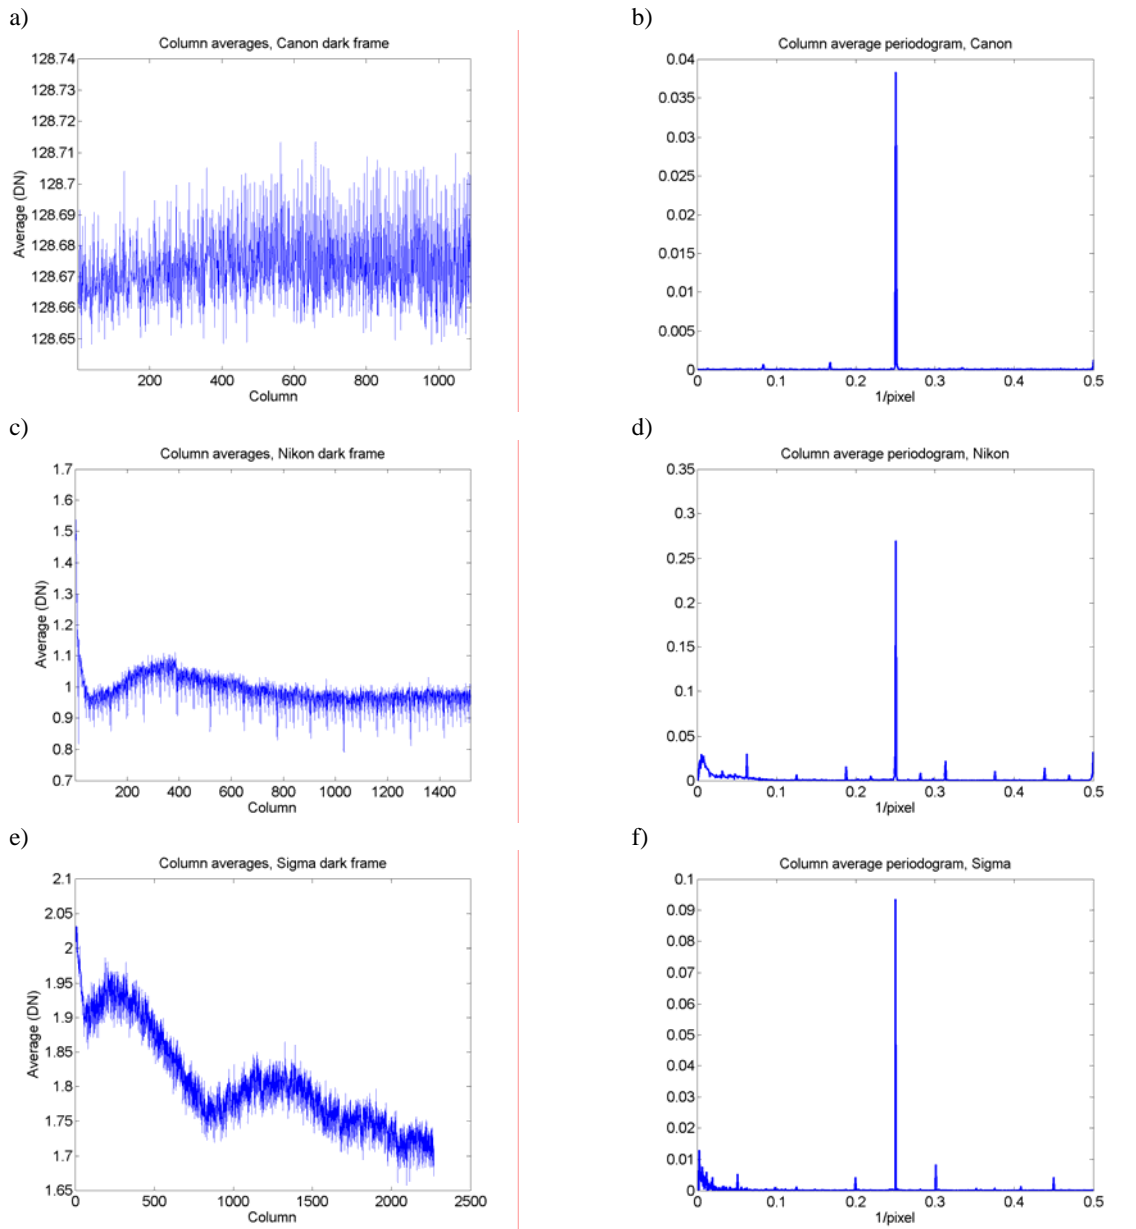 a)
Column averages, Canon dark frame
128.74
128.73
128.72
128.71
128.7
128.69
128.68
128.67
128.66
128.65
Average (DN)
200 400 600 800 1000
Column
b)
Column average periodogram, Canon
0.04
0.035
0.03
0.025
0.02
0.015
0.01
0.005
0
0 0.1 0.2 0.3 0.4 0.5
1/pixel
c)
Column averages, Nikon dark frame
1.7
1.6
1.5
1.4
1.3
1.2
1.1
1
0.9
0.8
0.7
Average (DN)
200 400 600 800 1000 1200 1400
Column
d)
Column average periodogram, Nikon
0.35
0.3
0.25
0.2
0.15
0.1
0.05
0
0 0.1 0.2 0.3 0.4 0.5
1/pixel
e)
Column averages, Sigma dark frame
2.1
2.05
2
1.95
1.9
1.85
1.8
1.75
1.7
1.65
Average (DN)
0 500 1000 1500 2000 2500
Column
f)
Column average periodogram, Sigma
0.1
0.09
0.08
0.07
0.06
0.05
0.04
0.03
0.02
0.01
0
0 0.1 0.2 0.3 0.4 0.5
1/pixel